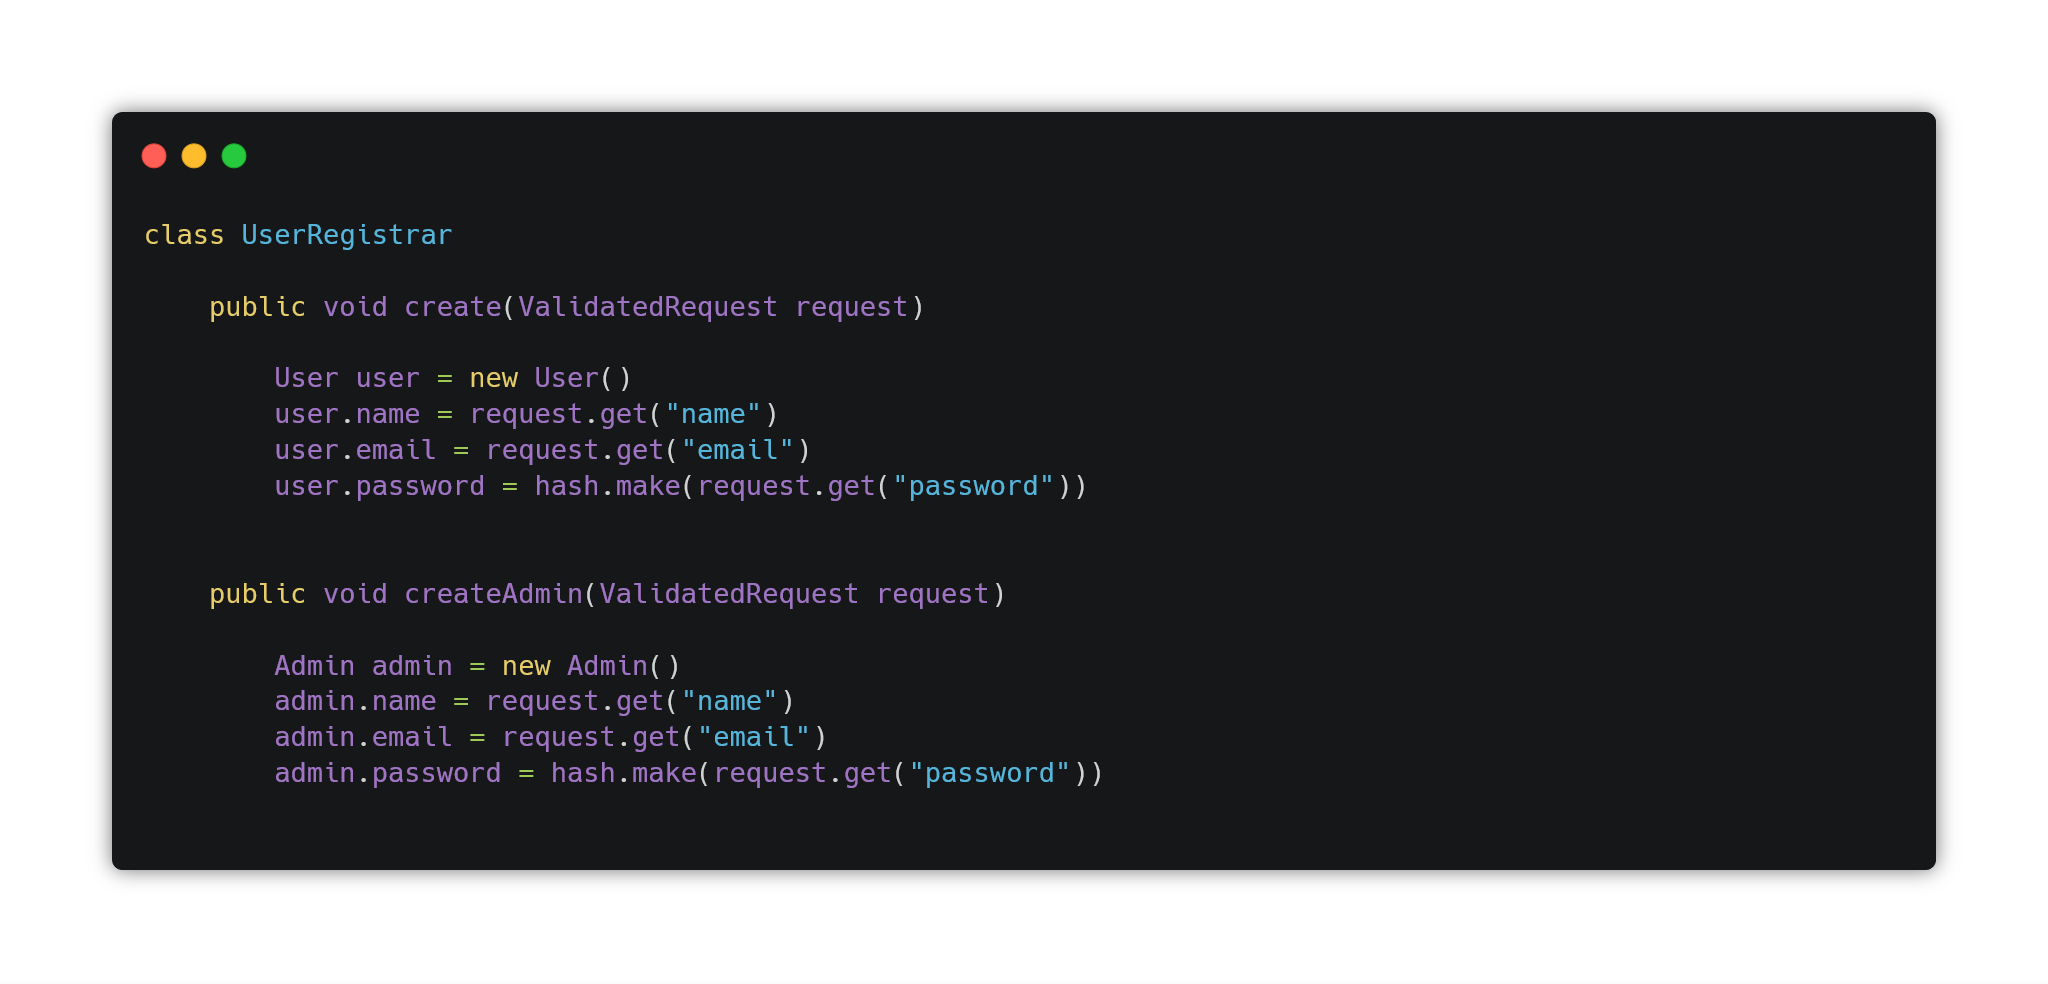 class UserRegistrar
public void create(ValidatedRequest request)
User user = new User()
user.name = request.get("name")
user.email = request.get("email")
user.password = hash.make(request.get("password"))
public void createAdmin(ValidatedRequest request)
Admin admin = new Admin()
admin.name = request.get("name")
admin.email = request.get("email")
admin.password = hash.make(request.get("password"))